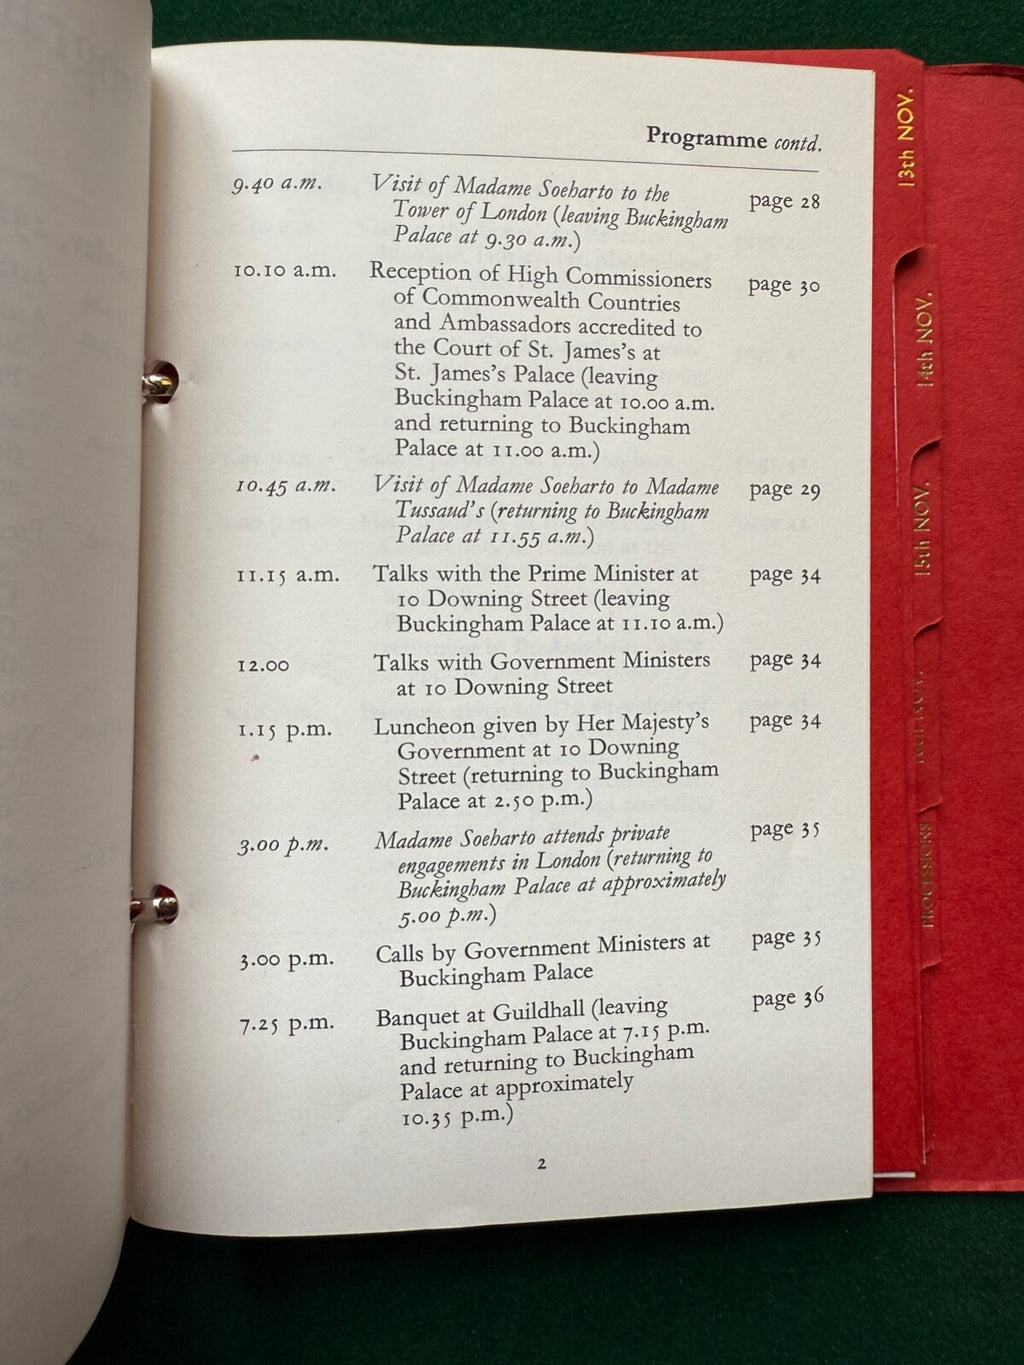 Programme contd.
9.40 a.m. Visit of Madame Soeharto to the page 28
Tower of London (leaving Buckingham
Palace at 9.30 a.m.)
10.10 a.m. Reception of High Commissioners page 30
of Commonwealth Countries
and Ambassadors accredited to
the Court of St. James's at
St. James's Palace (leaving
Buckingham Palace at 10.00 a.m.
and returning to Buckingham
Palace at 11.00 a.m.)
10.45 a.m. Visit of Madame Soeharto to Madame page 29
Tussaud's (returning to Buckingham
Palace at 11.55 a.m.)
11.15 a.m. Talks with the Prime Minister at page 34
10 Downing Street (leaving
Buckingham Palace at 11.10 a.m.)
12.00 Talks with Government Ministers page 34
at 10 Downing Street
1.15 p.m. Luncheon given by Her Majesty's page 34
Government at 10 Downing
Street (returning to Buckingham
Palace at 2.50 p.m.)
3.00 p.m. Madame Soeharto attends private page 35
engagements in London (returning to
Buckingham Palace at approximately
5.00 p.m.)
3.00 p.m. Calls by Government Ministers at page 35
Buckingham Palace
7.25 p.m. Banquet at Guildhall (leaving page 36
Buckingham Palace at 7.15 p.m.
and returning to Buckingham
Palace at approximately
10.35 p.m.)
2
13th NOV.
14th NOV.
15th NOV.
NOV.
PROCESSIONS